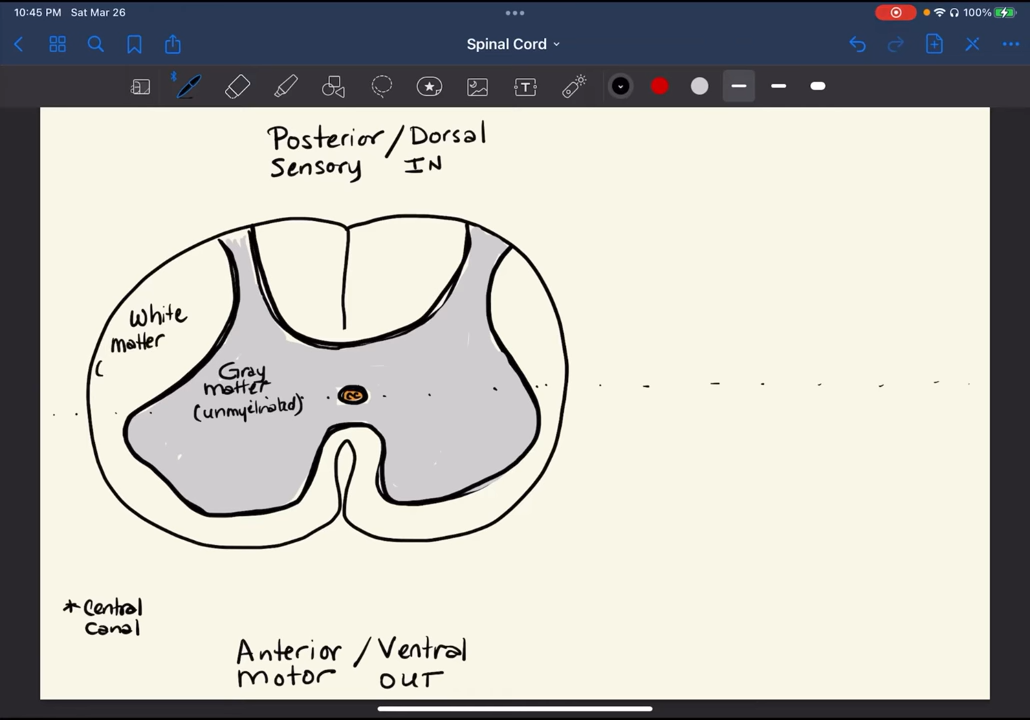 10:45 PM Sat Mar 26
100%
Spinal Cord
Posterior / Dorsal
Sensory IN
White
matter
(
Gray
matter
(unmyelinated)
*Central
canal
Anterior / Ventral
motor OUT